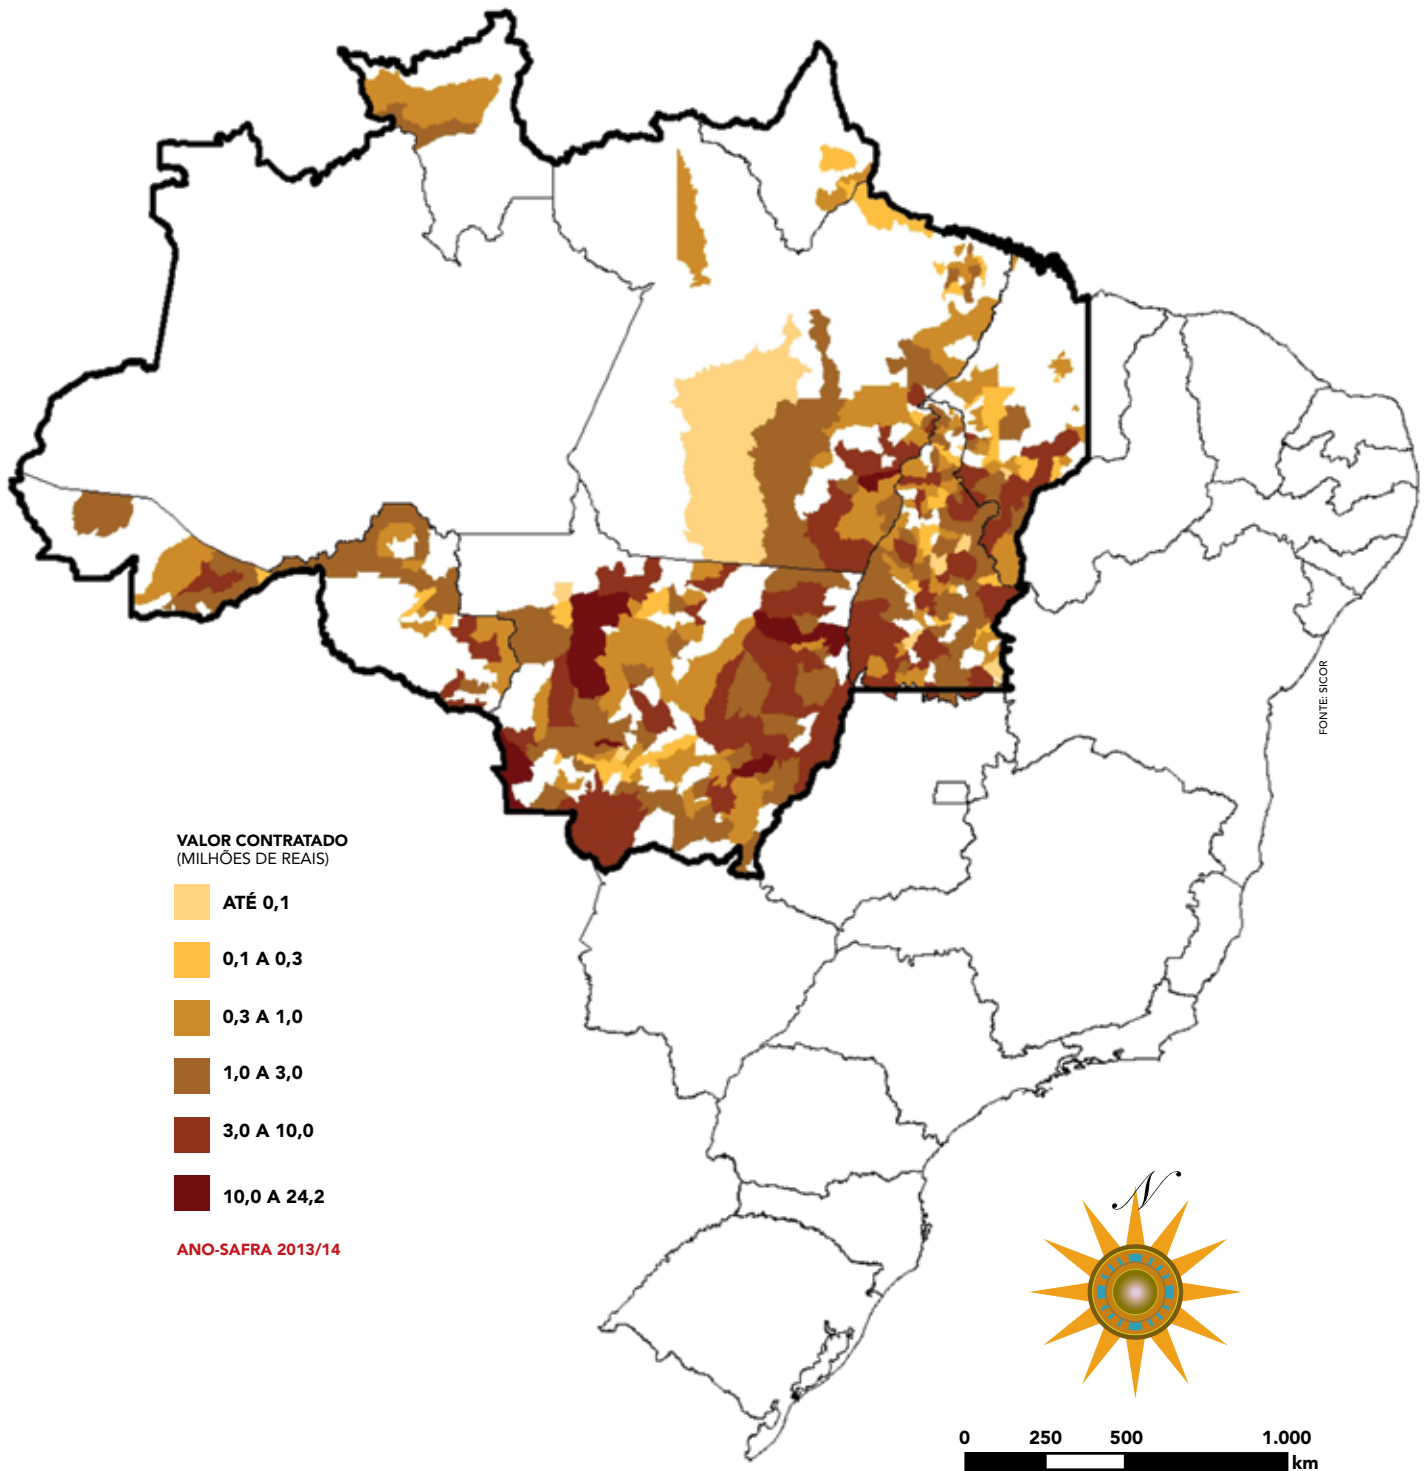 FONTE: SICOR
VALOR CONTRATADO
(MILHÕES DE REAIS)
ATÉ 0,1
0,1 A 0,3
0,3 A 1,0
1,0 A 3,0
3,0 A 10,0
10,0 A 24,2
ANO-SAFRA 2013/14
N
0 250 500 1.000
km